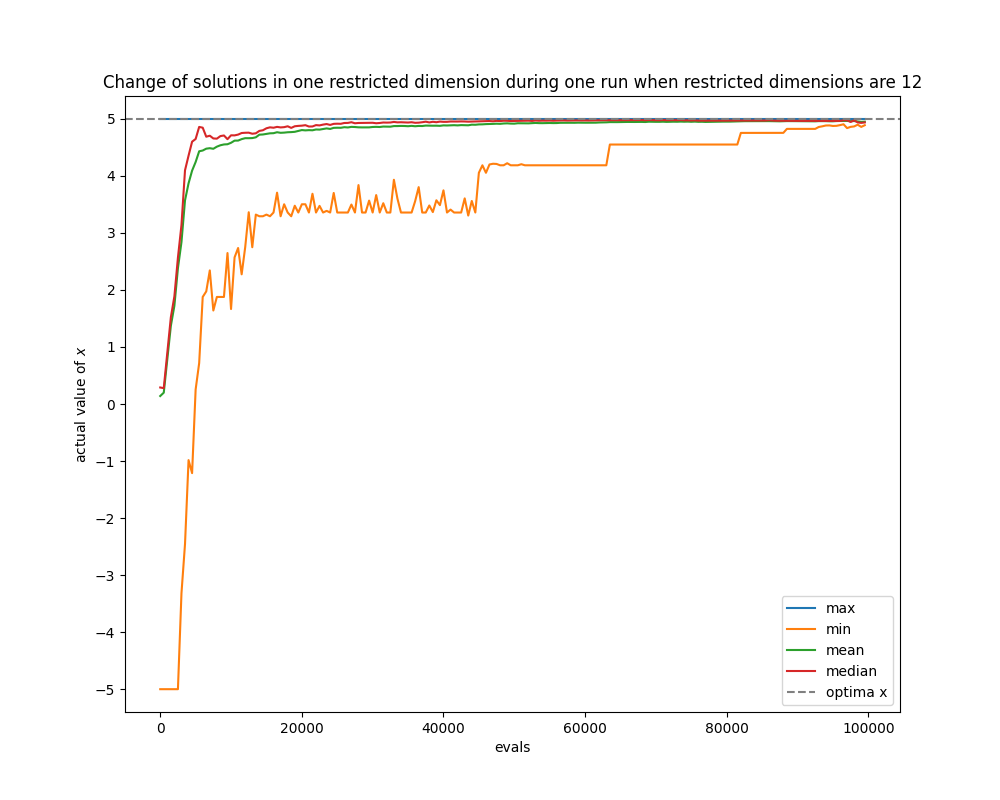 Change of solutions in one restricted dimension during one run when restricted dimensions are 12
5
4
3
2
1
0
−1
−2
−3
−4
−5
actual value of x
0 20000 40000 60000 80000 100000
evals
max
min
mean
median
optima x